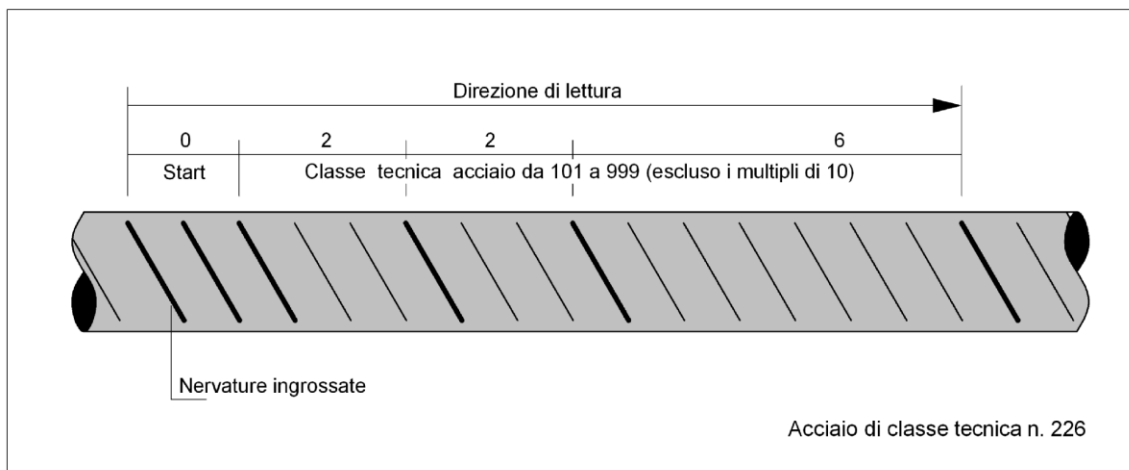 Direzione di lettura
0 2 2 6
Start Classe tecnica acciaio da 101 a 999 (escluso i multipli di 10)
Nervature ingrossate
Acciaio di classe tecnica n. 226